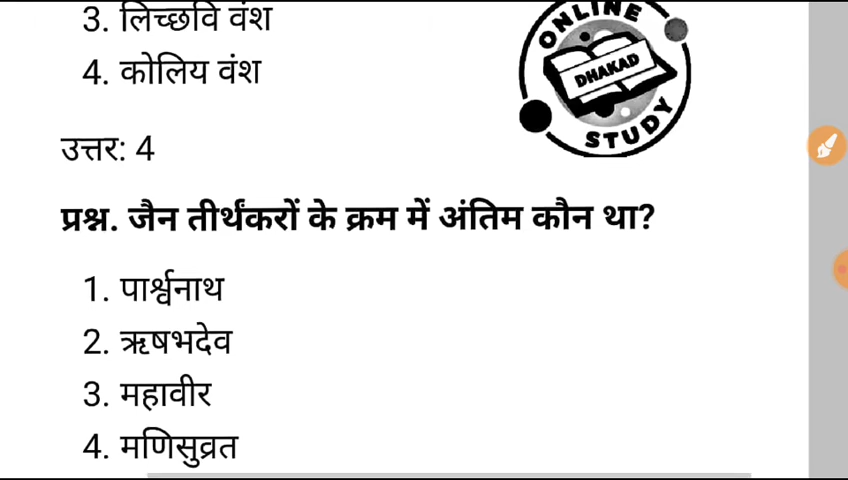 3. लिच्छवि वंश
4. कोलिय वंश
ONLINE
DHAKAD
STUDY
उत्तर: 4
प्रश्न. जैन तीर्थंकरों के क्रम में अंतिम कौन था?
1. पार्श्वनाथ
2. ऋषभदेव
3. महावीर
4. मणिसुव्रत